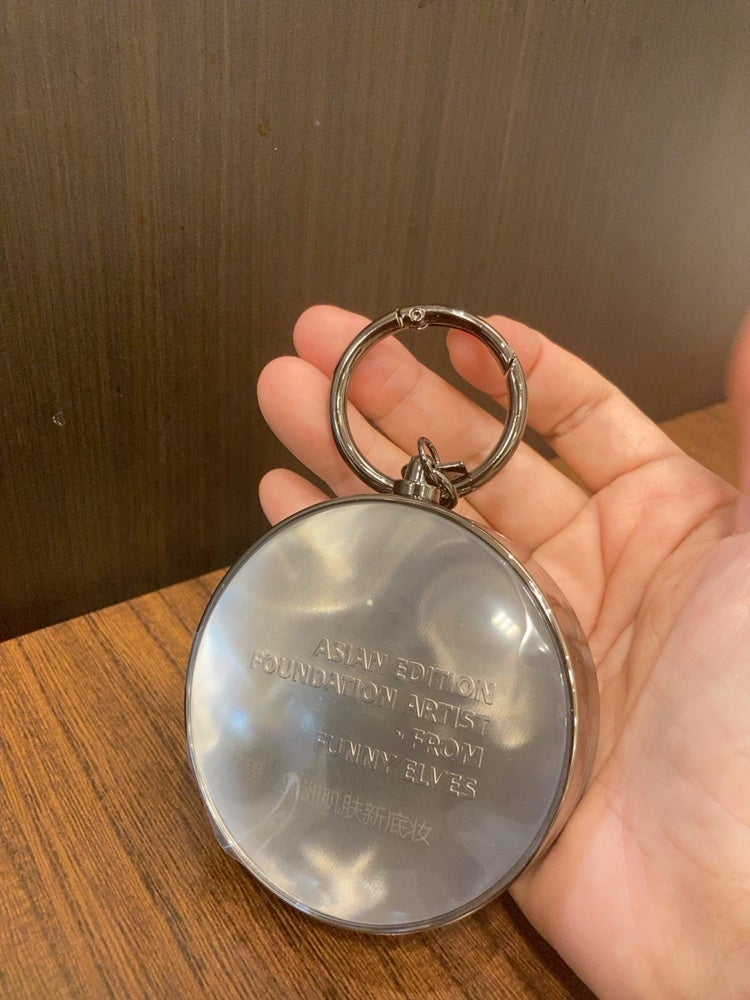 ASIAN EDITION
FOUNDATION ARTIST
- FROM
FUNNY ELVES
洲肌肤新底妆